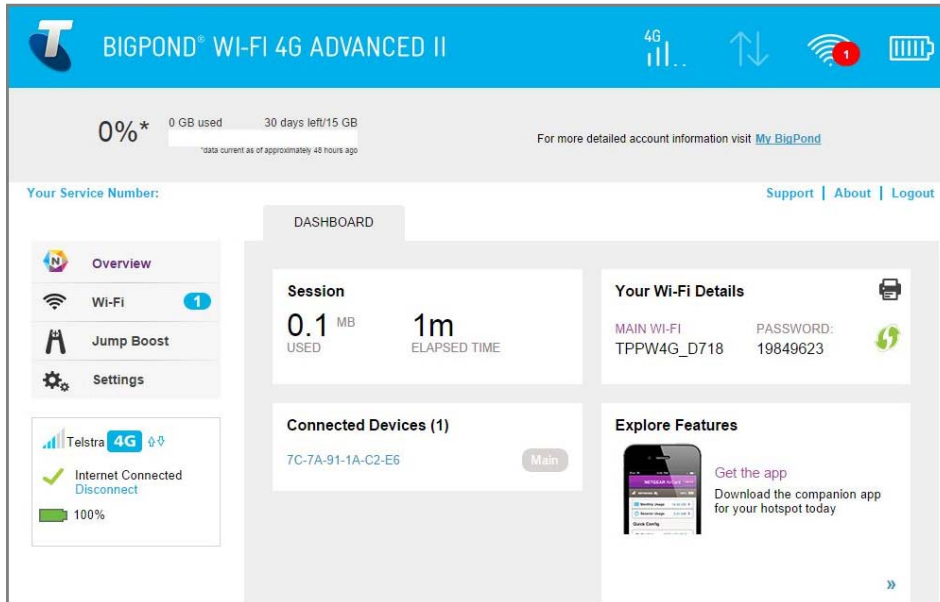 BIGPOND® WI-FI 4G ADVANCED II
4G
1
0%*
0 GB used 30 days left/15 GB
*data current as of approximately 48 hours ago
For more detailed account information visit My BigPond
Your Service Number:
Support | About | Logout
DASHBOARD
N
Overview
Wi-Fi 1
Jump Boost
Settings
Telstra 4G
Internet Connected
Disconnect
100%
Session
0.1 MB 1m
USED ELAPSED TIME
Your Wi-Fi Details
MAIN WI-FI PASSWORD:
TPPW4G_D718 19849623
Connected Devices (1)
7C-7A-91-1A-C2-E6 Main
Explore Features
Get the app
Download the companion app
for your hotspot today
»